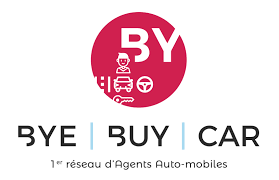 BY
BYE | BUY | CAR
1er réseau d'Agents Auto-mobiles